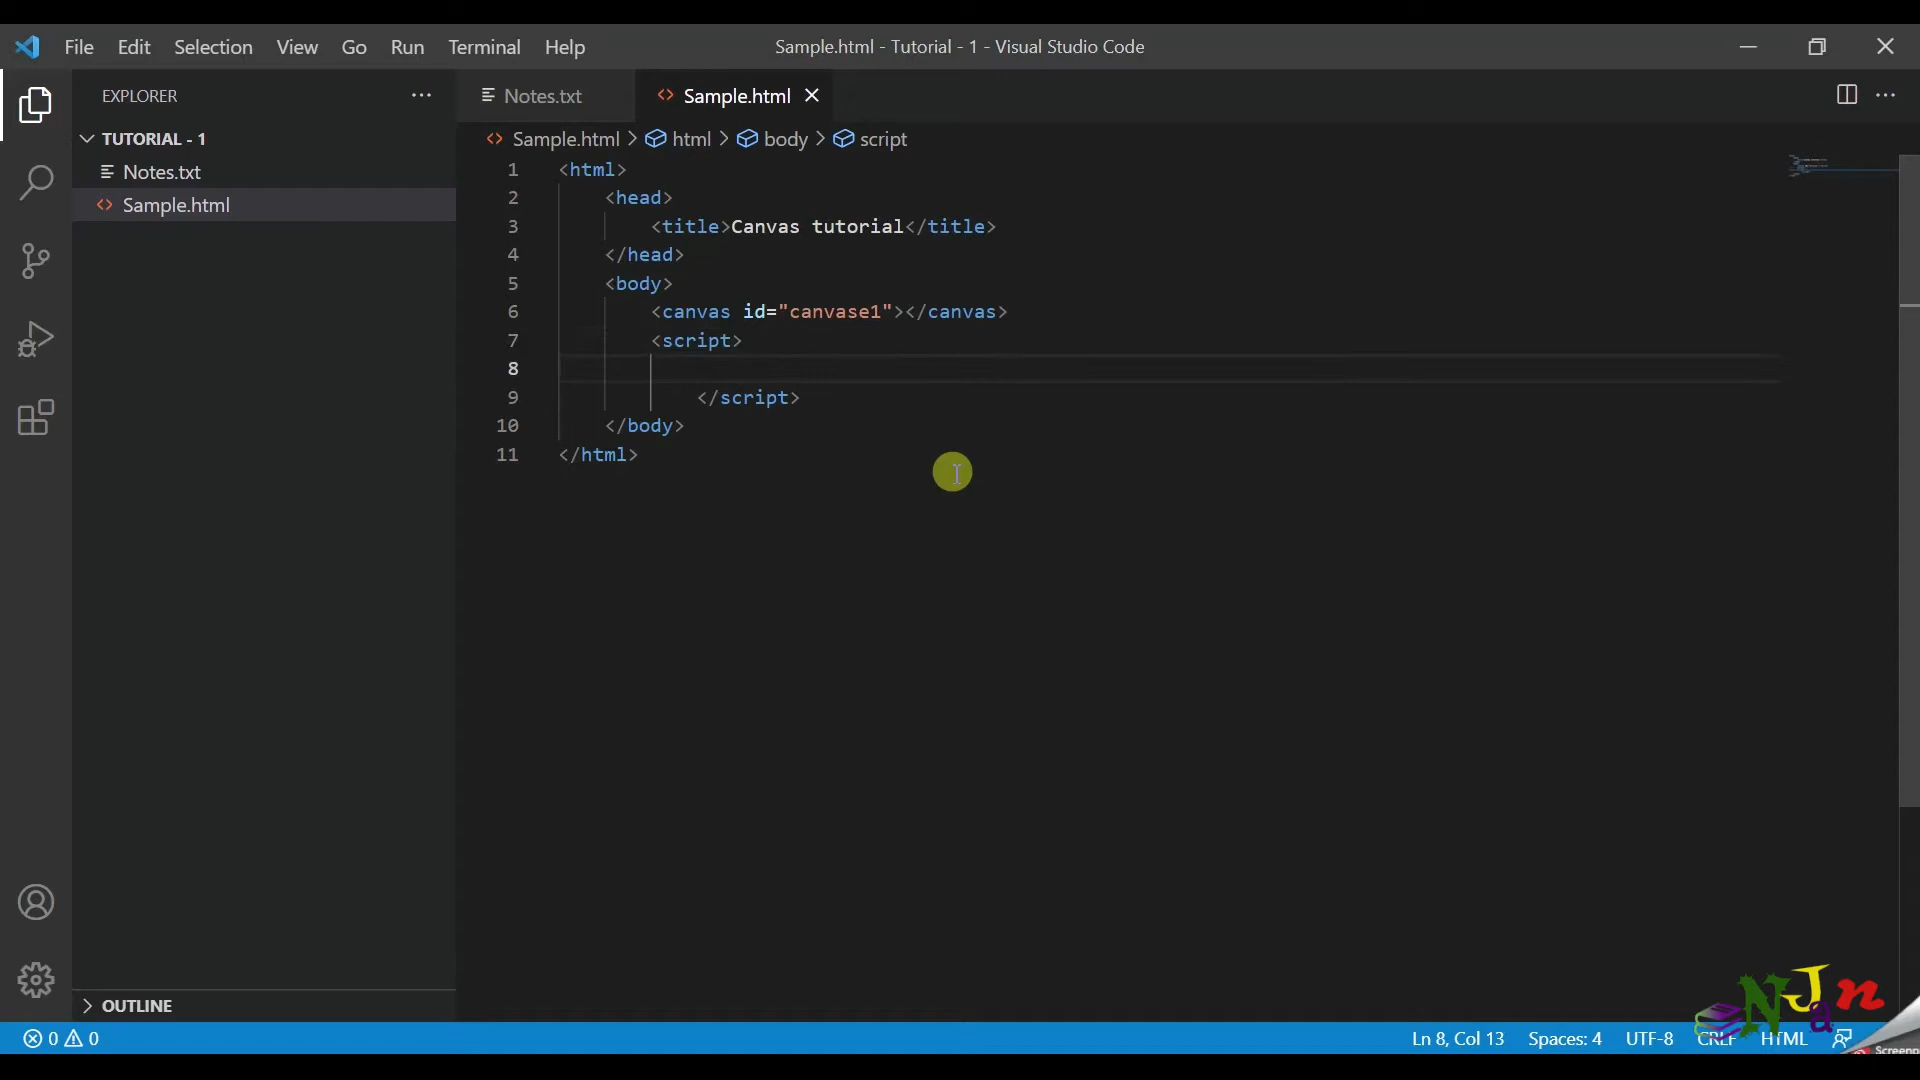 File Edit Selection View Go Run Terminal Help
Sample.html - Tutorial - 1 - Visual Studio Code
EXPLORER
TUTORIAL - 1
Notes.txt
Sample.html
OUTLINE
Notes.txt
Sample.html
Sample.html > html > body > script
1 <html>
2 <head>
3 <title>Canvas tutorial</title>
4 </head>
5 <body>
6 <canvas id="canvase1"></canvas>
7 <script>
8
9 </script>
10 </body>
11 </html>
NJan
0 0
Ln 8, Col 13 Spaces: 4 UTF-8 CRLF HTML